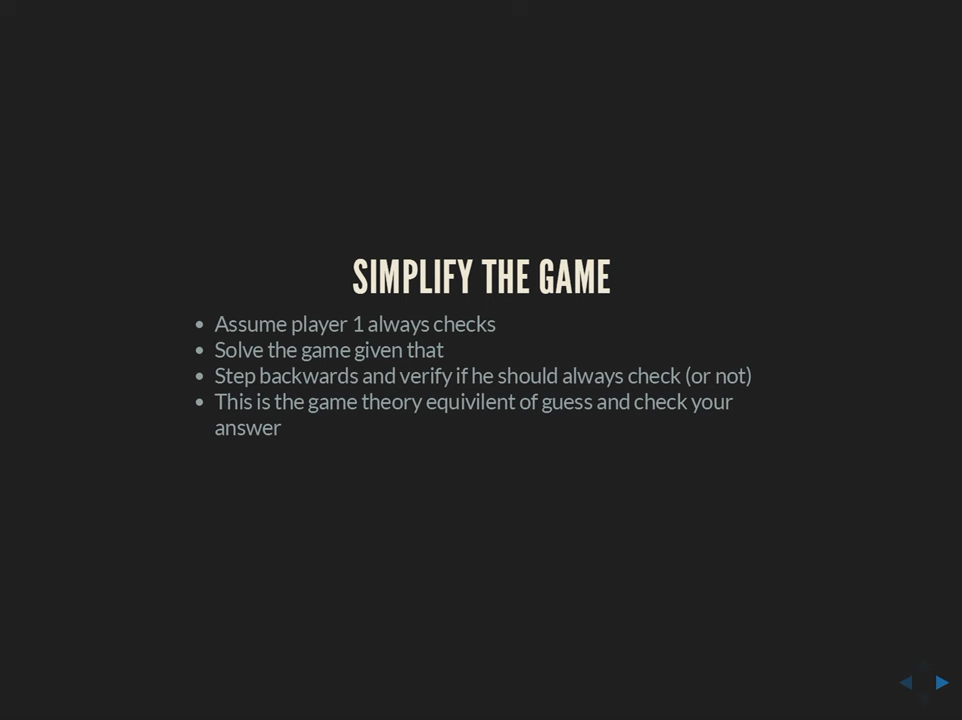 SIMPLIFY THE GAME
• Assume player 1 always checks
• Solve the game given that
• Step backwards and verify if he should always check (or not)
• This is the game theory equivilent of guess and check your
answer